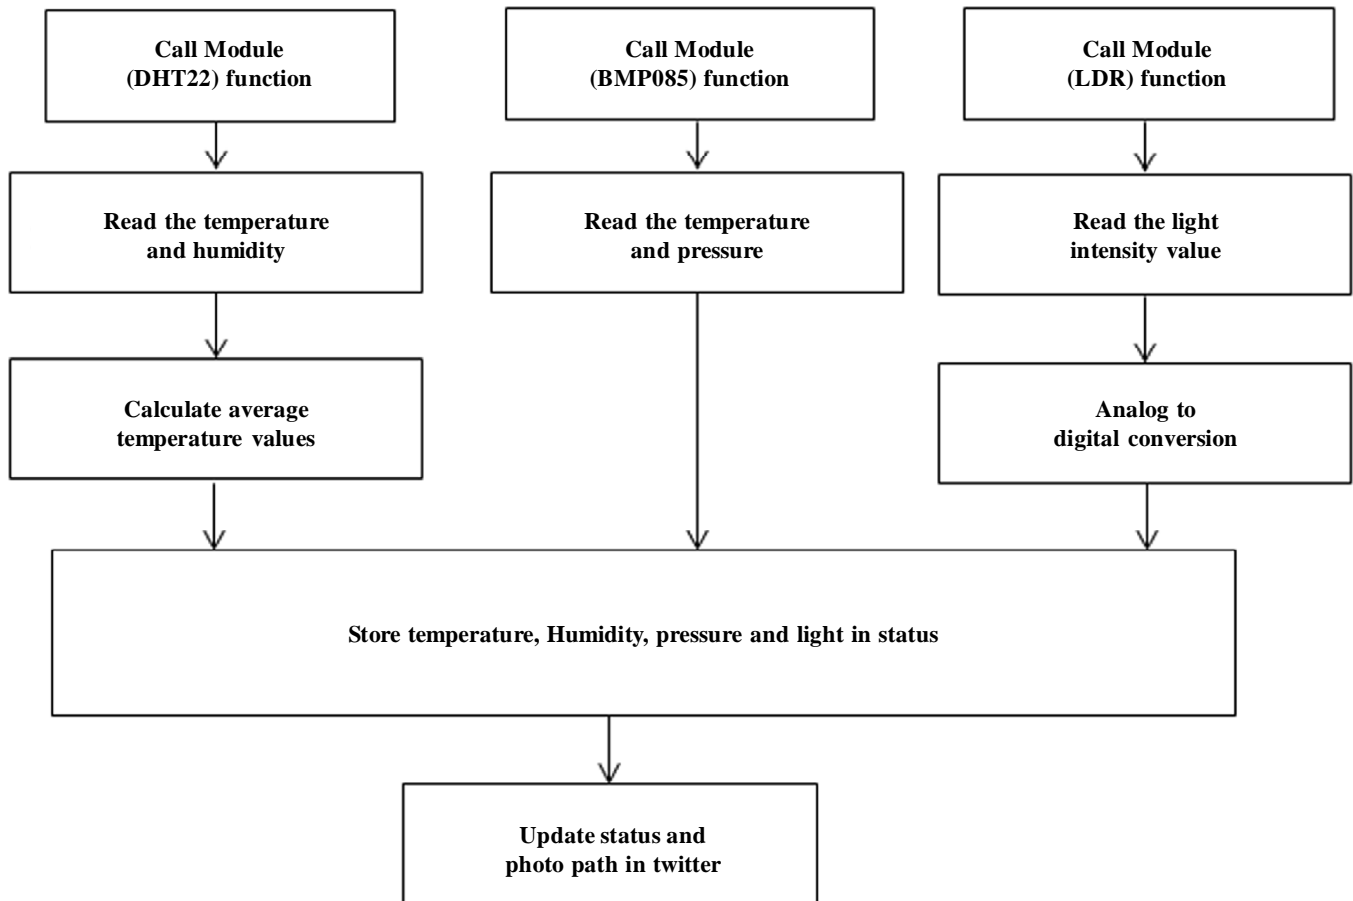 Call Module
(DHT22) function
Call Module
(BMP085) function
Call Module
(LDR) function
Read the temperature
and humidity
Read the temperature
and pressure
Read the light
intensity value
Calculate average
temperature values
Analog to
digital conversion
Store temperature, Humidity, pressure and light in status
Update status and
photo path in twitter